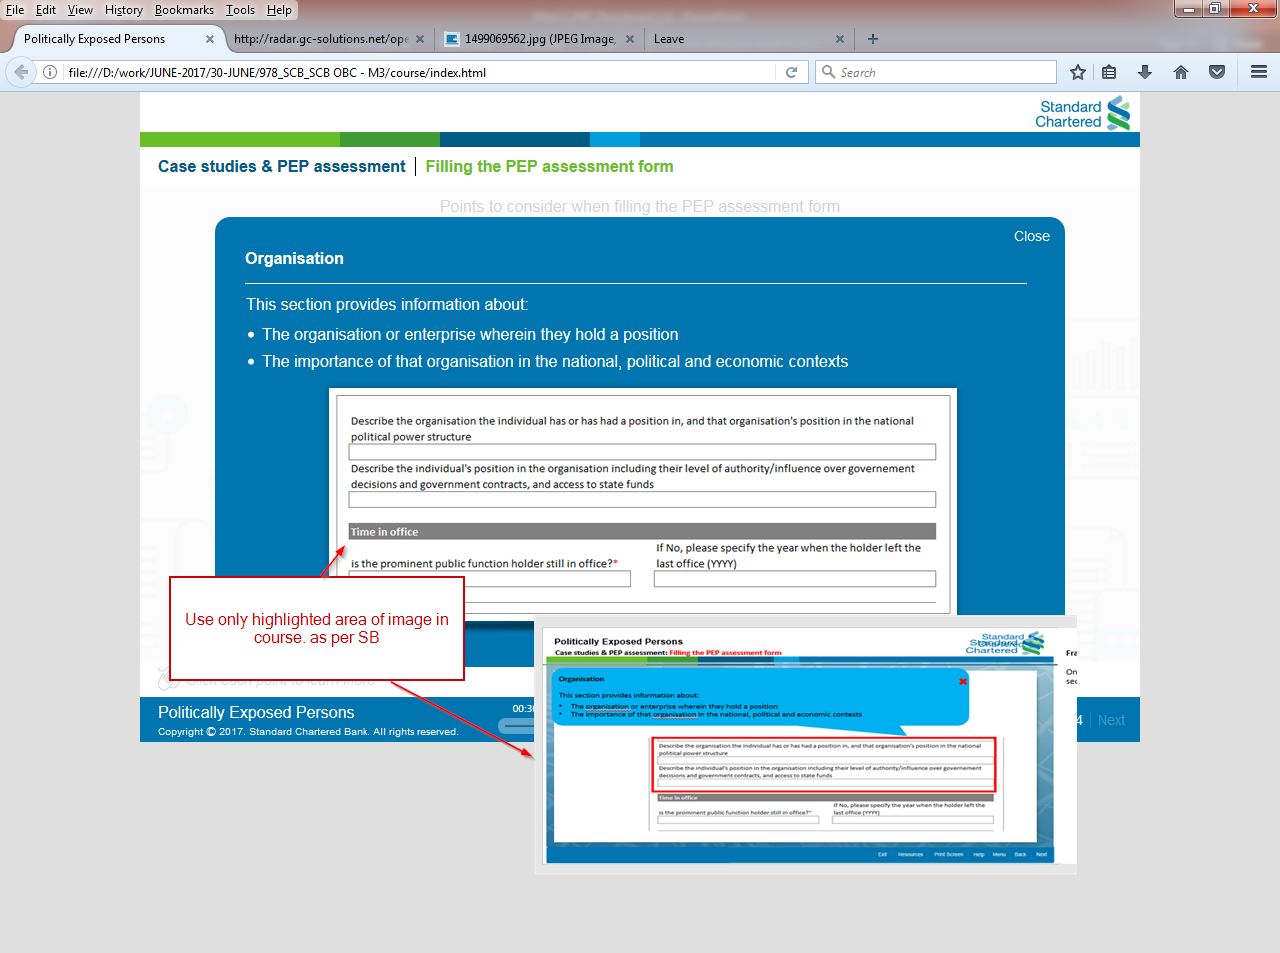 File Edit View History Bookmarks Tools Help
Politically Exposed Persons
http://radar.gc-solutions.net/ope
1499069562.jpg (JPEG Image,
Leave
file:///D:/work/JUNE-2017/30-JUNE/978_SCB_SCB OBC - M3/course/index.html
Search
Standard
Chartered
Case studies & PEP assessment | Filling the PEP assessment form
Points to consider when filling the PEP assessment form
Close
Organisation
This section provides information about:
• The organisation or enterprise wherein they hold a position
• The importance of that organisation in the national, political and economic contexts
Describe the organisation the individual has or has had a position in, and that organisation's position in the national
political power structure
Describe the individual's position in the organisation including their level of authority/influence over governement
decisions and government contracts, and access to state funds
Time in office
If No, please specify the year when the holder left the
is the prominent public function holder still in office?* last office (YYYY)
Use only highlighted area of image in
course. as per SB
Click each point to learn more.
Politically Exposed Persons
Copyright © 2017. Standard Chartered Bank. All rights reserved.
00:30
4 | Next
Politically Exposed Persons
Case studies & PEP assessment: Filling the PEP assessment form
Standard
Chartered
Fra
On
sec
Organisation
This section provides information about:
• The organisation or enterprise wherein they hold a position
• The importance of that organisation in the national, political and economic contexts
Describe the organisation the individual has or has had a position in, and that organisation's position in the national
political power structure
Describe the individual's position in the organisation including their level of authority/influence over governement
decisions and government contracts, and access to state funds
Time in office
If No, please specify the year when the holder left the
is the prominent public function holder still in office?* last office (YYYY)
Exit Resources Print Screen Help Menu Back Next